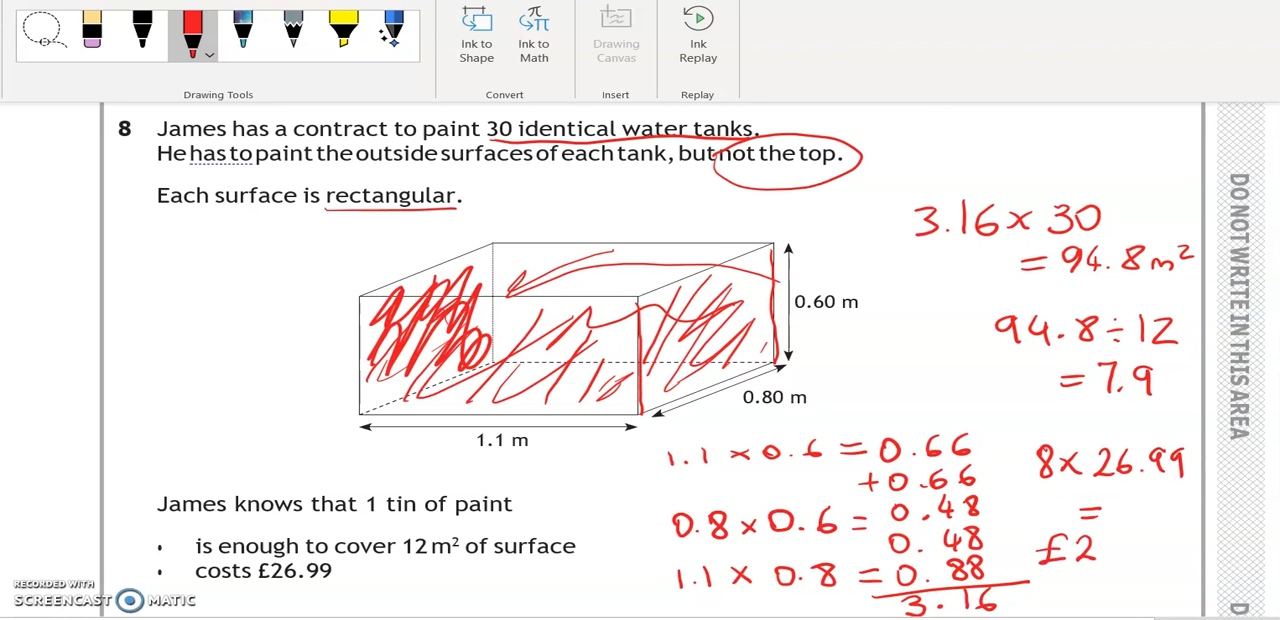 Ink to Shape
Ink to Math
Drawing Canvas
Ink Replay
Drawing Tools
Convert
Insert
Replay
8 James has a contract to paint 30 identical water tanks.
He has to paint the outside surfaces of each tank, but not the top.
Each surface is rectangular.
0.60 m
0.80 m
1.1 m
3.16 x 30
= 94.8 m²
94.8 ÷ 12
= 7.9
1.1 x 0.6 = 0.66
+ 0.66
0.8 x 0.6 = 0.48
0.48
1.1 x 0.8 = 0.88
3.16
8 x 26.99
=
£2
James knows that 1 tin of paint
• is enough to cover 12 m² of surface
• costs £26.99
RECORDED WITH
SCREENCAST MATIC
DO NOT WRITE IN THIS AREA
D